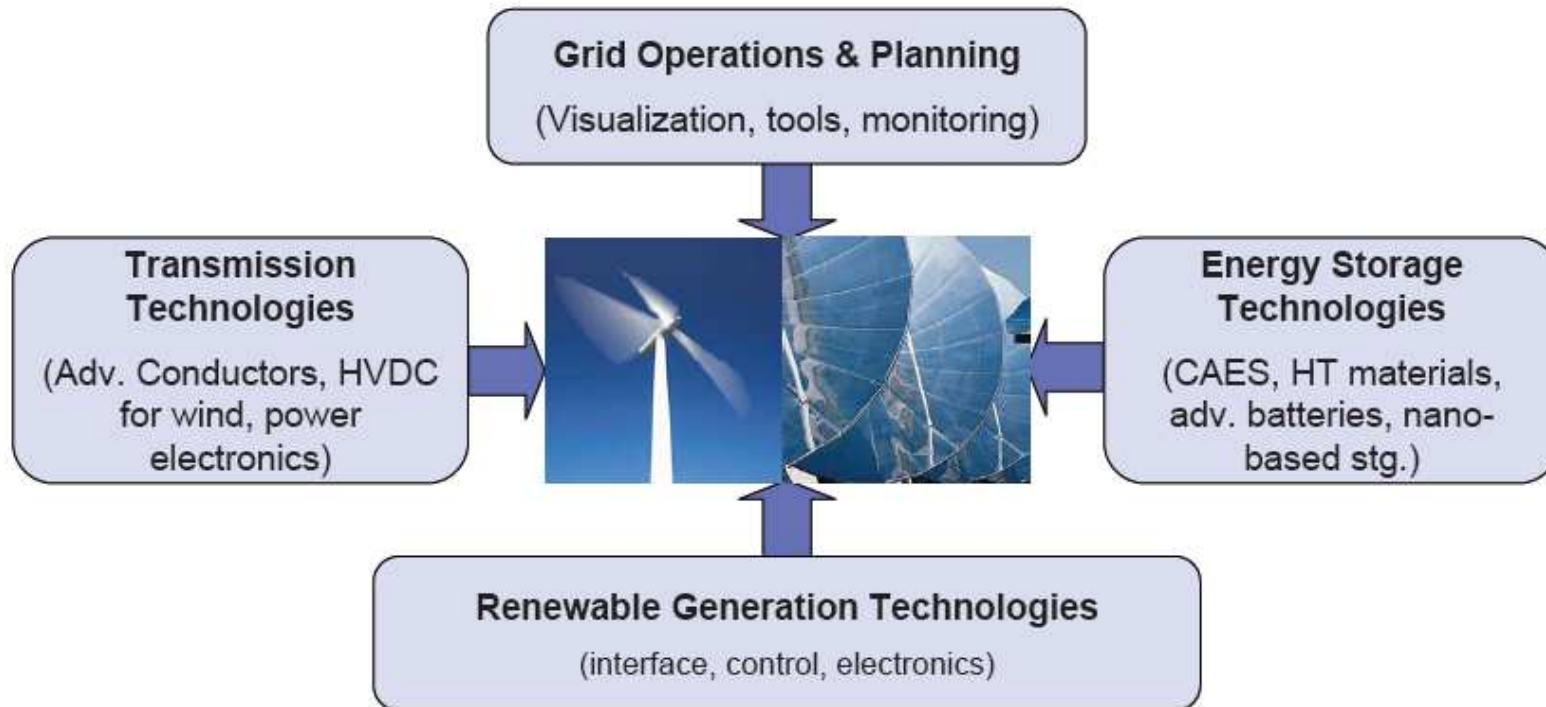 Grid Operations & Planning
(Visualization, tools, monitoring)
Transmission
Technologies
(Adv. Conductors, HVDC
for wind, power
electronics)
Energy Storage
Technologies
(CAES, HT materials,
adv. batteries, nano-
based stg.)
Renewable Generation Technologies
(interface, control, electronics)